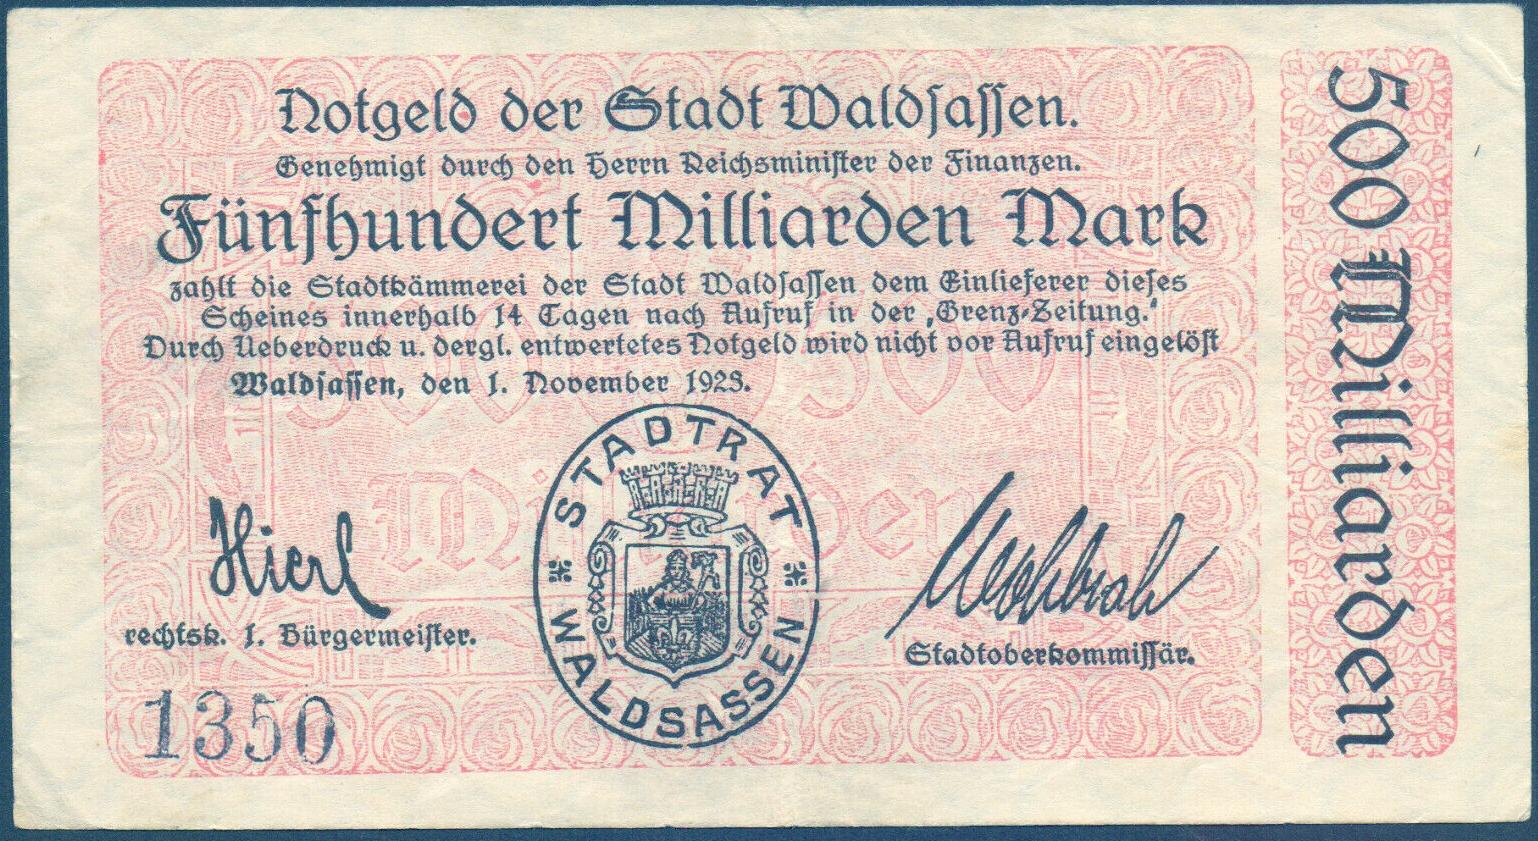 Notgeld der Stadt Waldsassen.
Genehmigt durch den Herrn Reichsminister der Finanzen.
Fünfhundert Milliarden Mark
zahlt die Stadtkämmerei der Stadt Waldsassen dem Einlieferer dieses
Scheines innerhalb 14 Tagen nach Aufruf in der „Grenz-Zeitung.“
Durch Ueberdruck u. dergl. entwertetes Notgeld wird nicht vor Aufruf eingelöst
Waldsassen, den 1. November 1923.
500 500
Milliarden
STADTRAT
WALDSASSEN
Hierl
rechtsk. 1. Bürgermeister.
Stadtoberkommissär.
1350
500 Milliarden